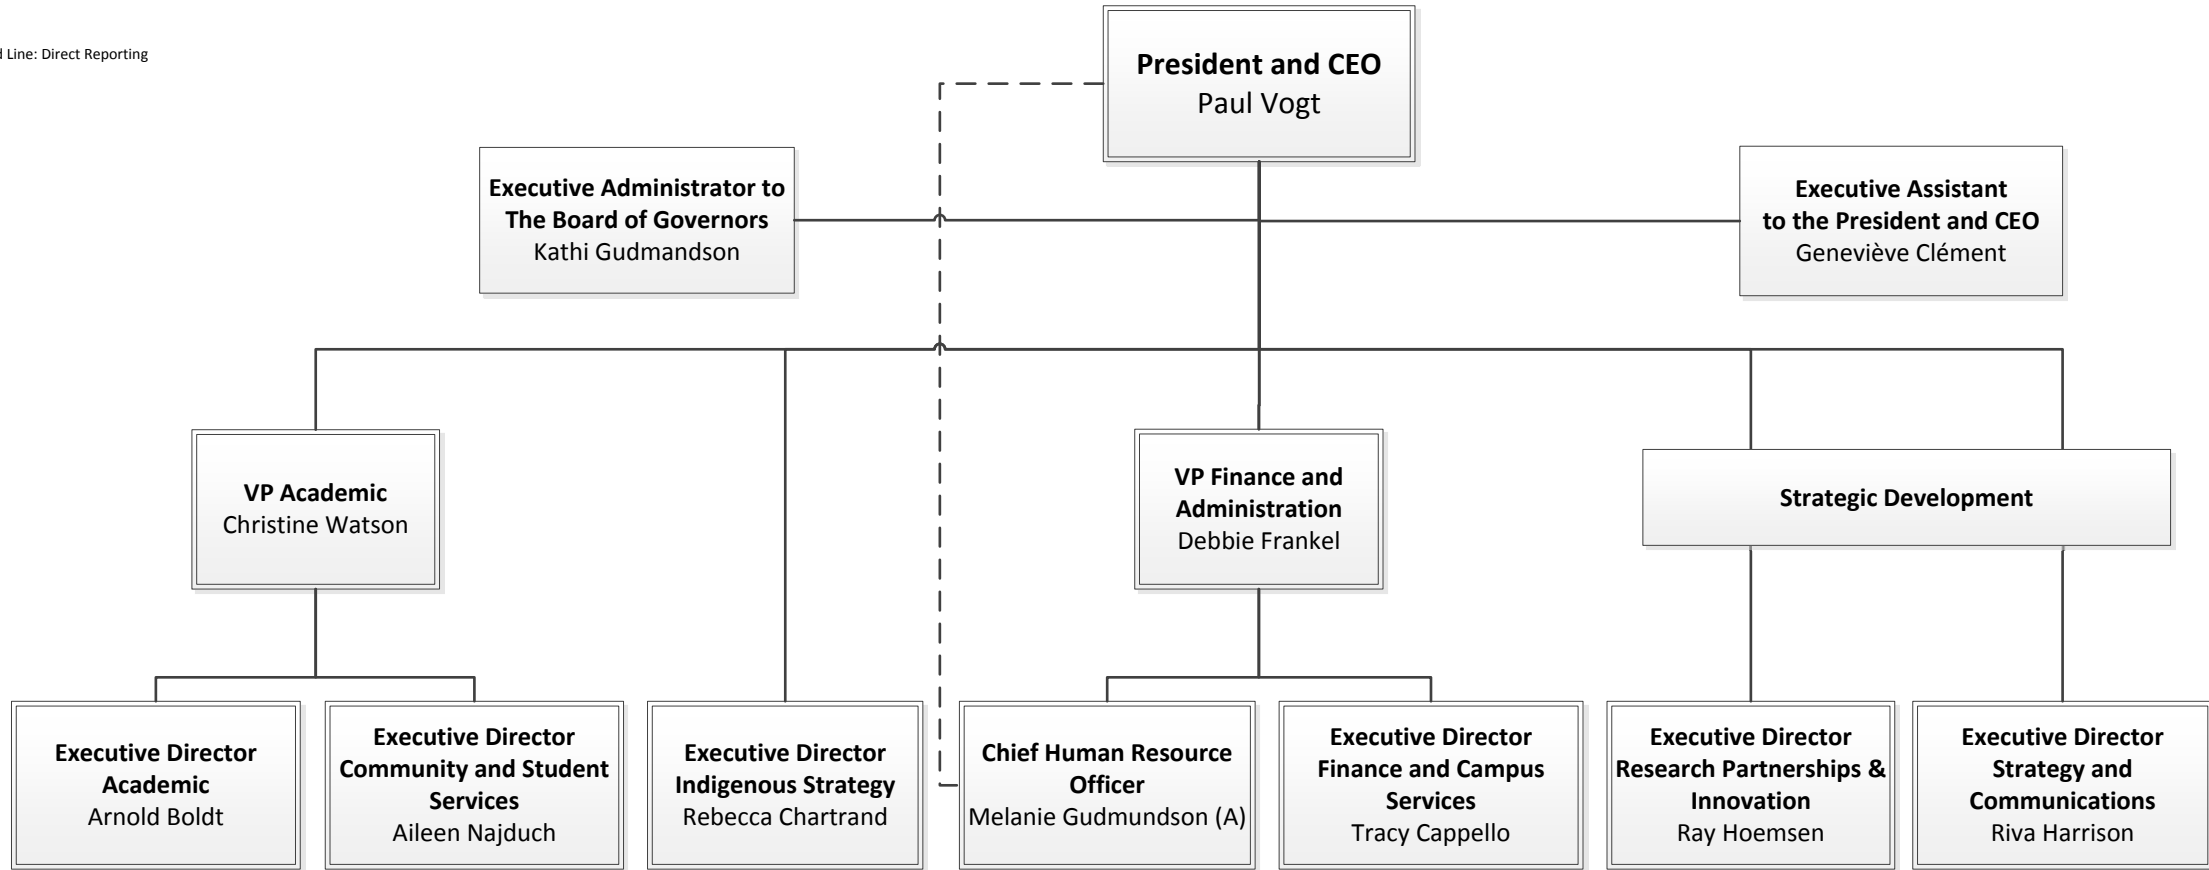 Line: Direct Reporting
President and CEO
Paul Vogt
Executive Administrator to
The Board of Governors
Kathi Gudmandson
Executive Assistant
to the President and CEO
Geneviève Clément
VP Academic
Christine Watson
VP Finance and
Administration
Debbie Frankel
Strategic Development
Executive Director
Academic
Arnold Boldt
Executive Director
Community and Student
Services
Aileen Najduch
Executive Director
Indigenous Strategy
Rebecca Chartrand
Chief Human Resource
Officer
Melanie Gudmundson (A)
Executive Director
Finance and Campus
Services
Tracy Cappello
Executive Director
Research Partnerships &
Innovation
Ray Hoemsen
Executive Director
Strategy and
Communications
Riva Harrison